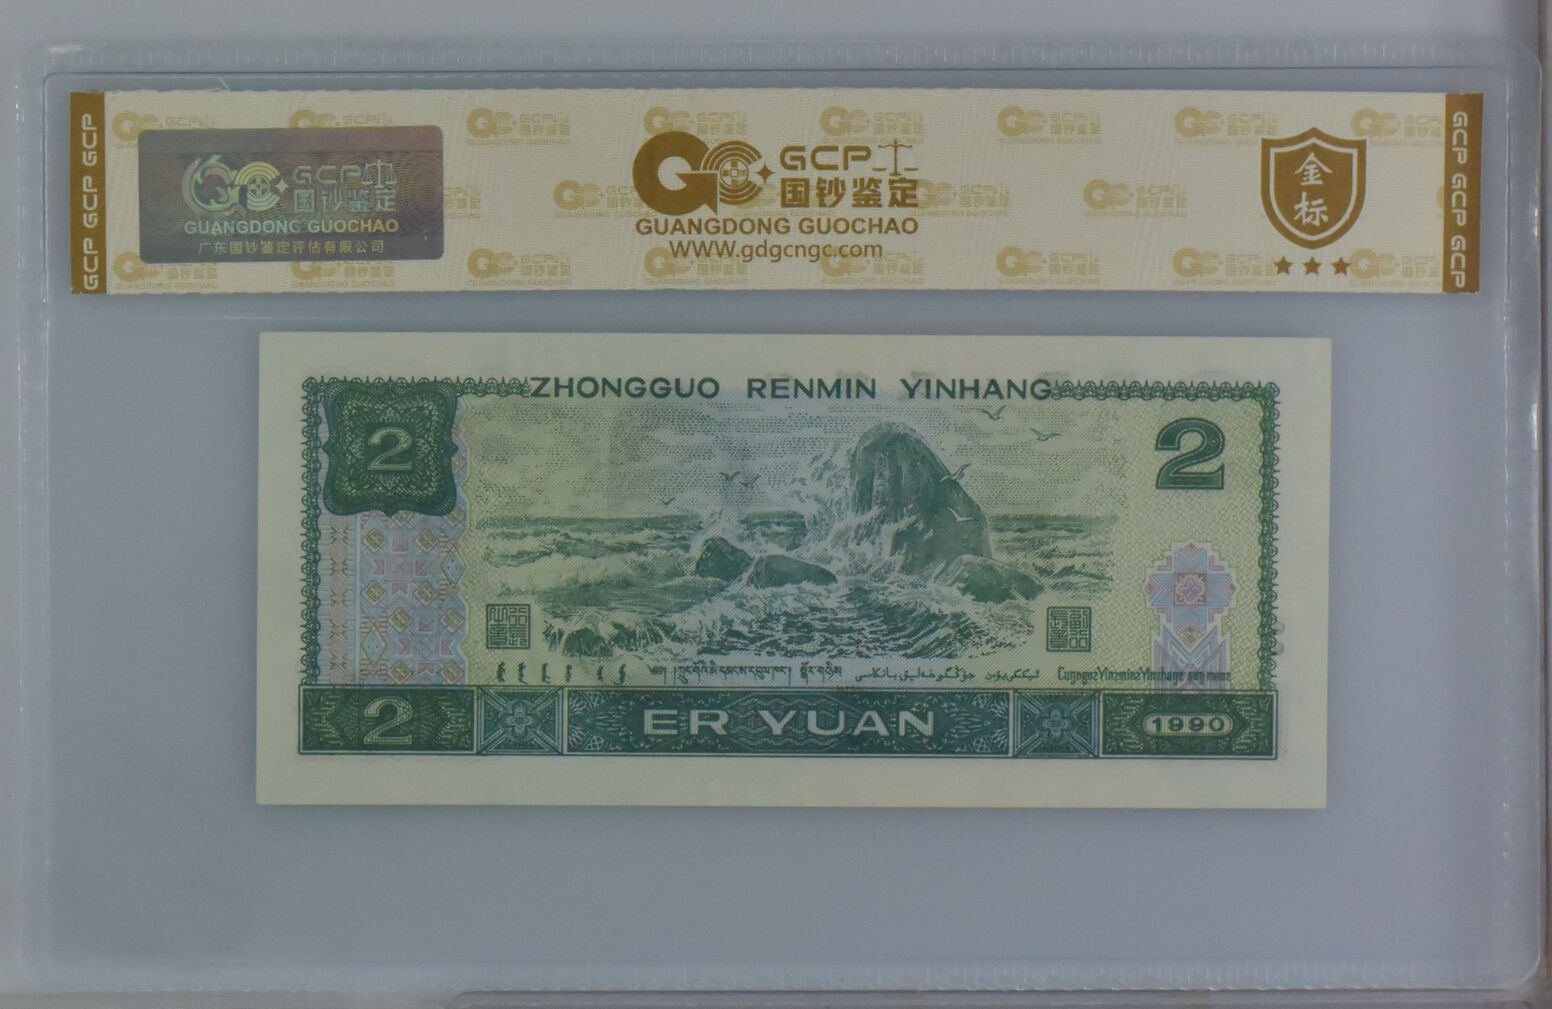 GCP GCP GCP
GCP
国钞鉴定
GUANGDONG GUOCHAO
广东国钞鉴定评估有限公司
GCP
国钞鉴定
GUANGDONG GUOCHAO
WWW.gdgcngc.com
金标
GCP GCP GCP
ZHONGGUO RENMIN YINHANG
2
2
2
ER YUAN
1990